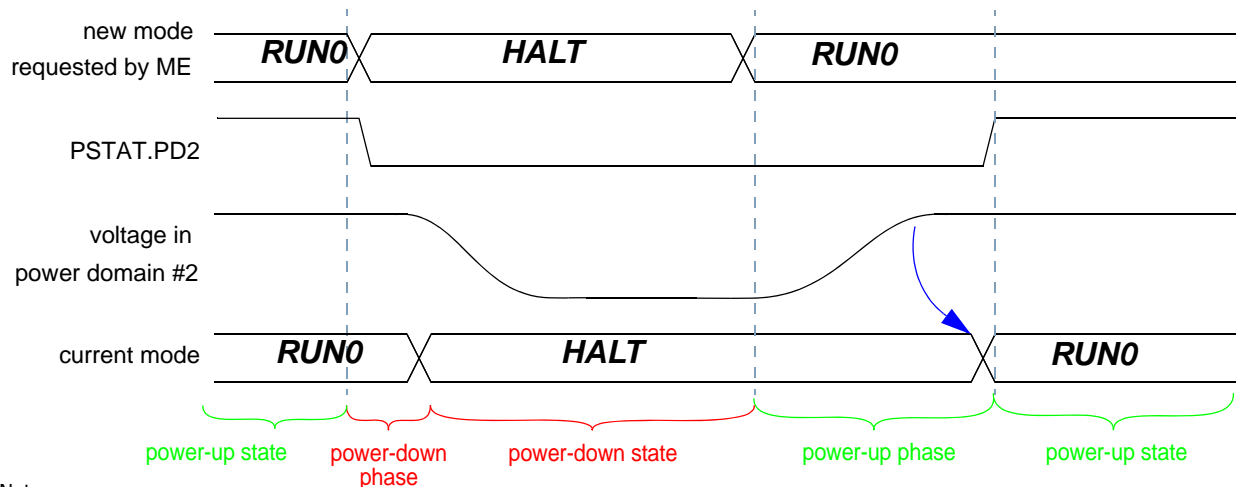 new mode
requested by ME
RUN0
HALT
RUN0
PSTAT.PD2
voltage in
power domain #2
current mode
RUN0
HALT
RUN0
power-up state
power-down
phase
power-down state
power-up phase
power-up state